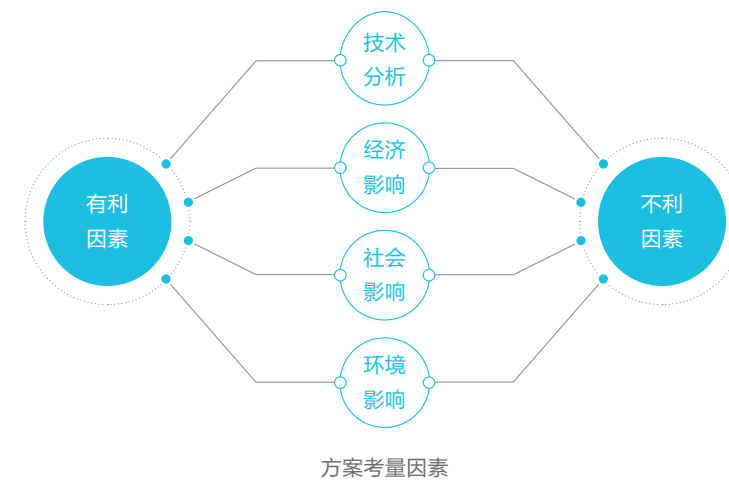 技术
分析
经济
影响
有利
因素
不利
因素
社会
影响
环境
影响
方案考量因素